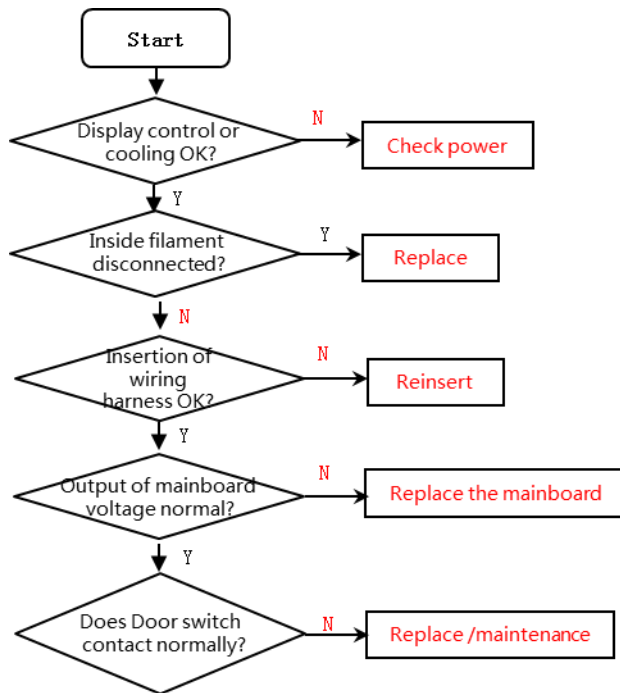 Start
Display control or
cooling OK?
N
Check power
Y
Inside filament
disconnected?
Y
Replace
N
Insertion of
wiring
harness OK?
N
Reinsert
Y
Output of mainboard
voltage normal?
N
Replace the mainboard
Y
Does Door switch
contact normally?
N
Replace /maintenance